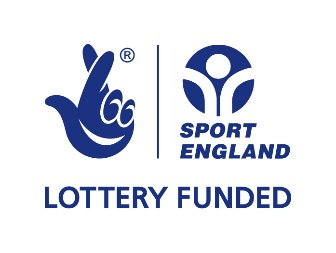 ®
SPORT
ENGLAND
LOTTERY FUNDED